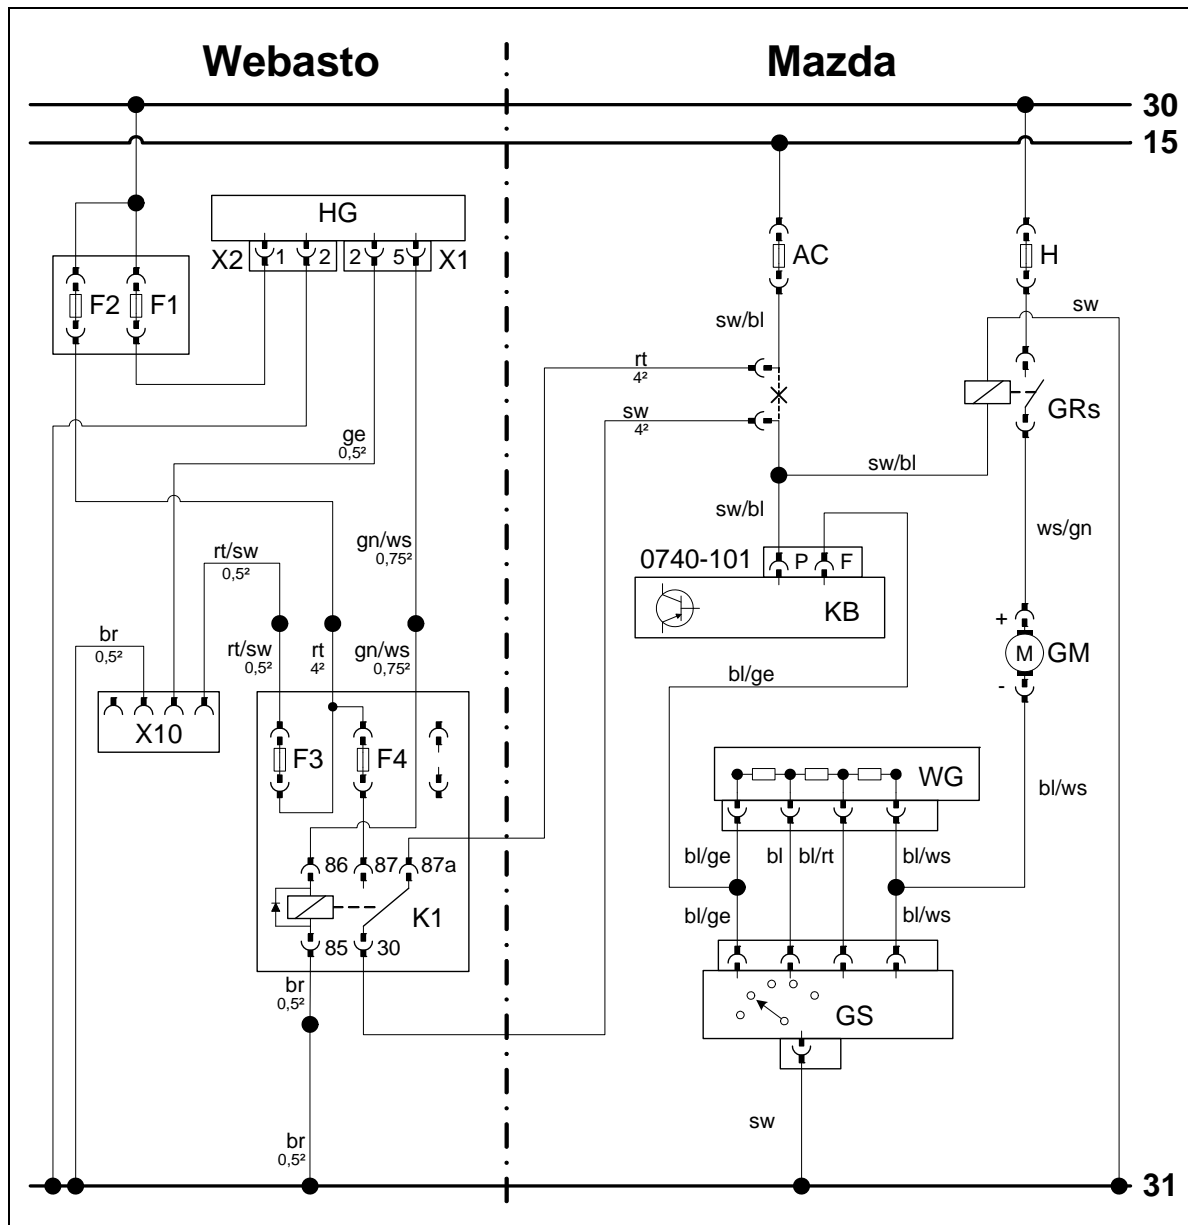 Webasto
Mazda
30
15
HG
X2 1 2 2 5 X1
AC
H
F2 F1
sw/bl
sw
rt
4²
GRs
sw
4²
ge
0,5²
sw/bl
sw/bl
ws/gn
gn/ws
0,75²
rt/sw
0,5²
0740-101
P F
KB
br
0,5²
rt/sw
0,5²
rt
4²
gn/ws
0,75²
+
M
GM
-
bl/ge
X10
F3
F4
WG
bl/ws
bl/ge
bl
bl/rt
bl/ws
86 87 87a
K1
bl/ge
bl/ws
85 30
br
0,5²
GS
sw
br
0,5²
31